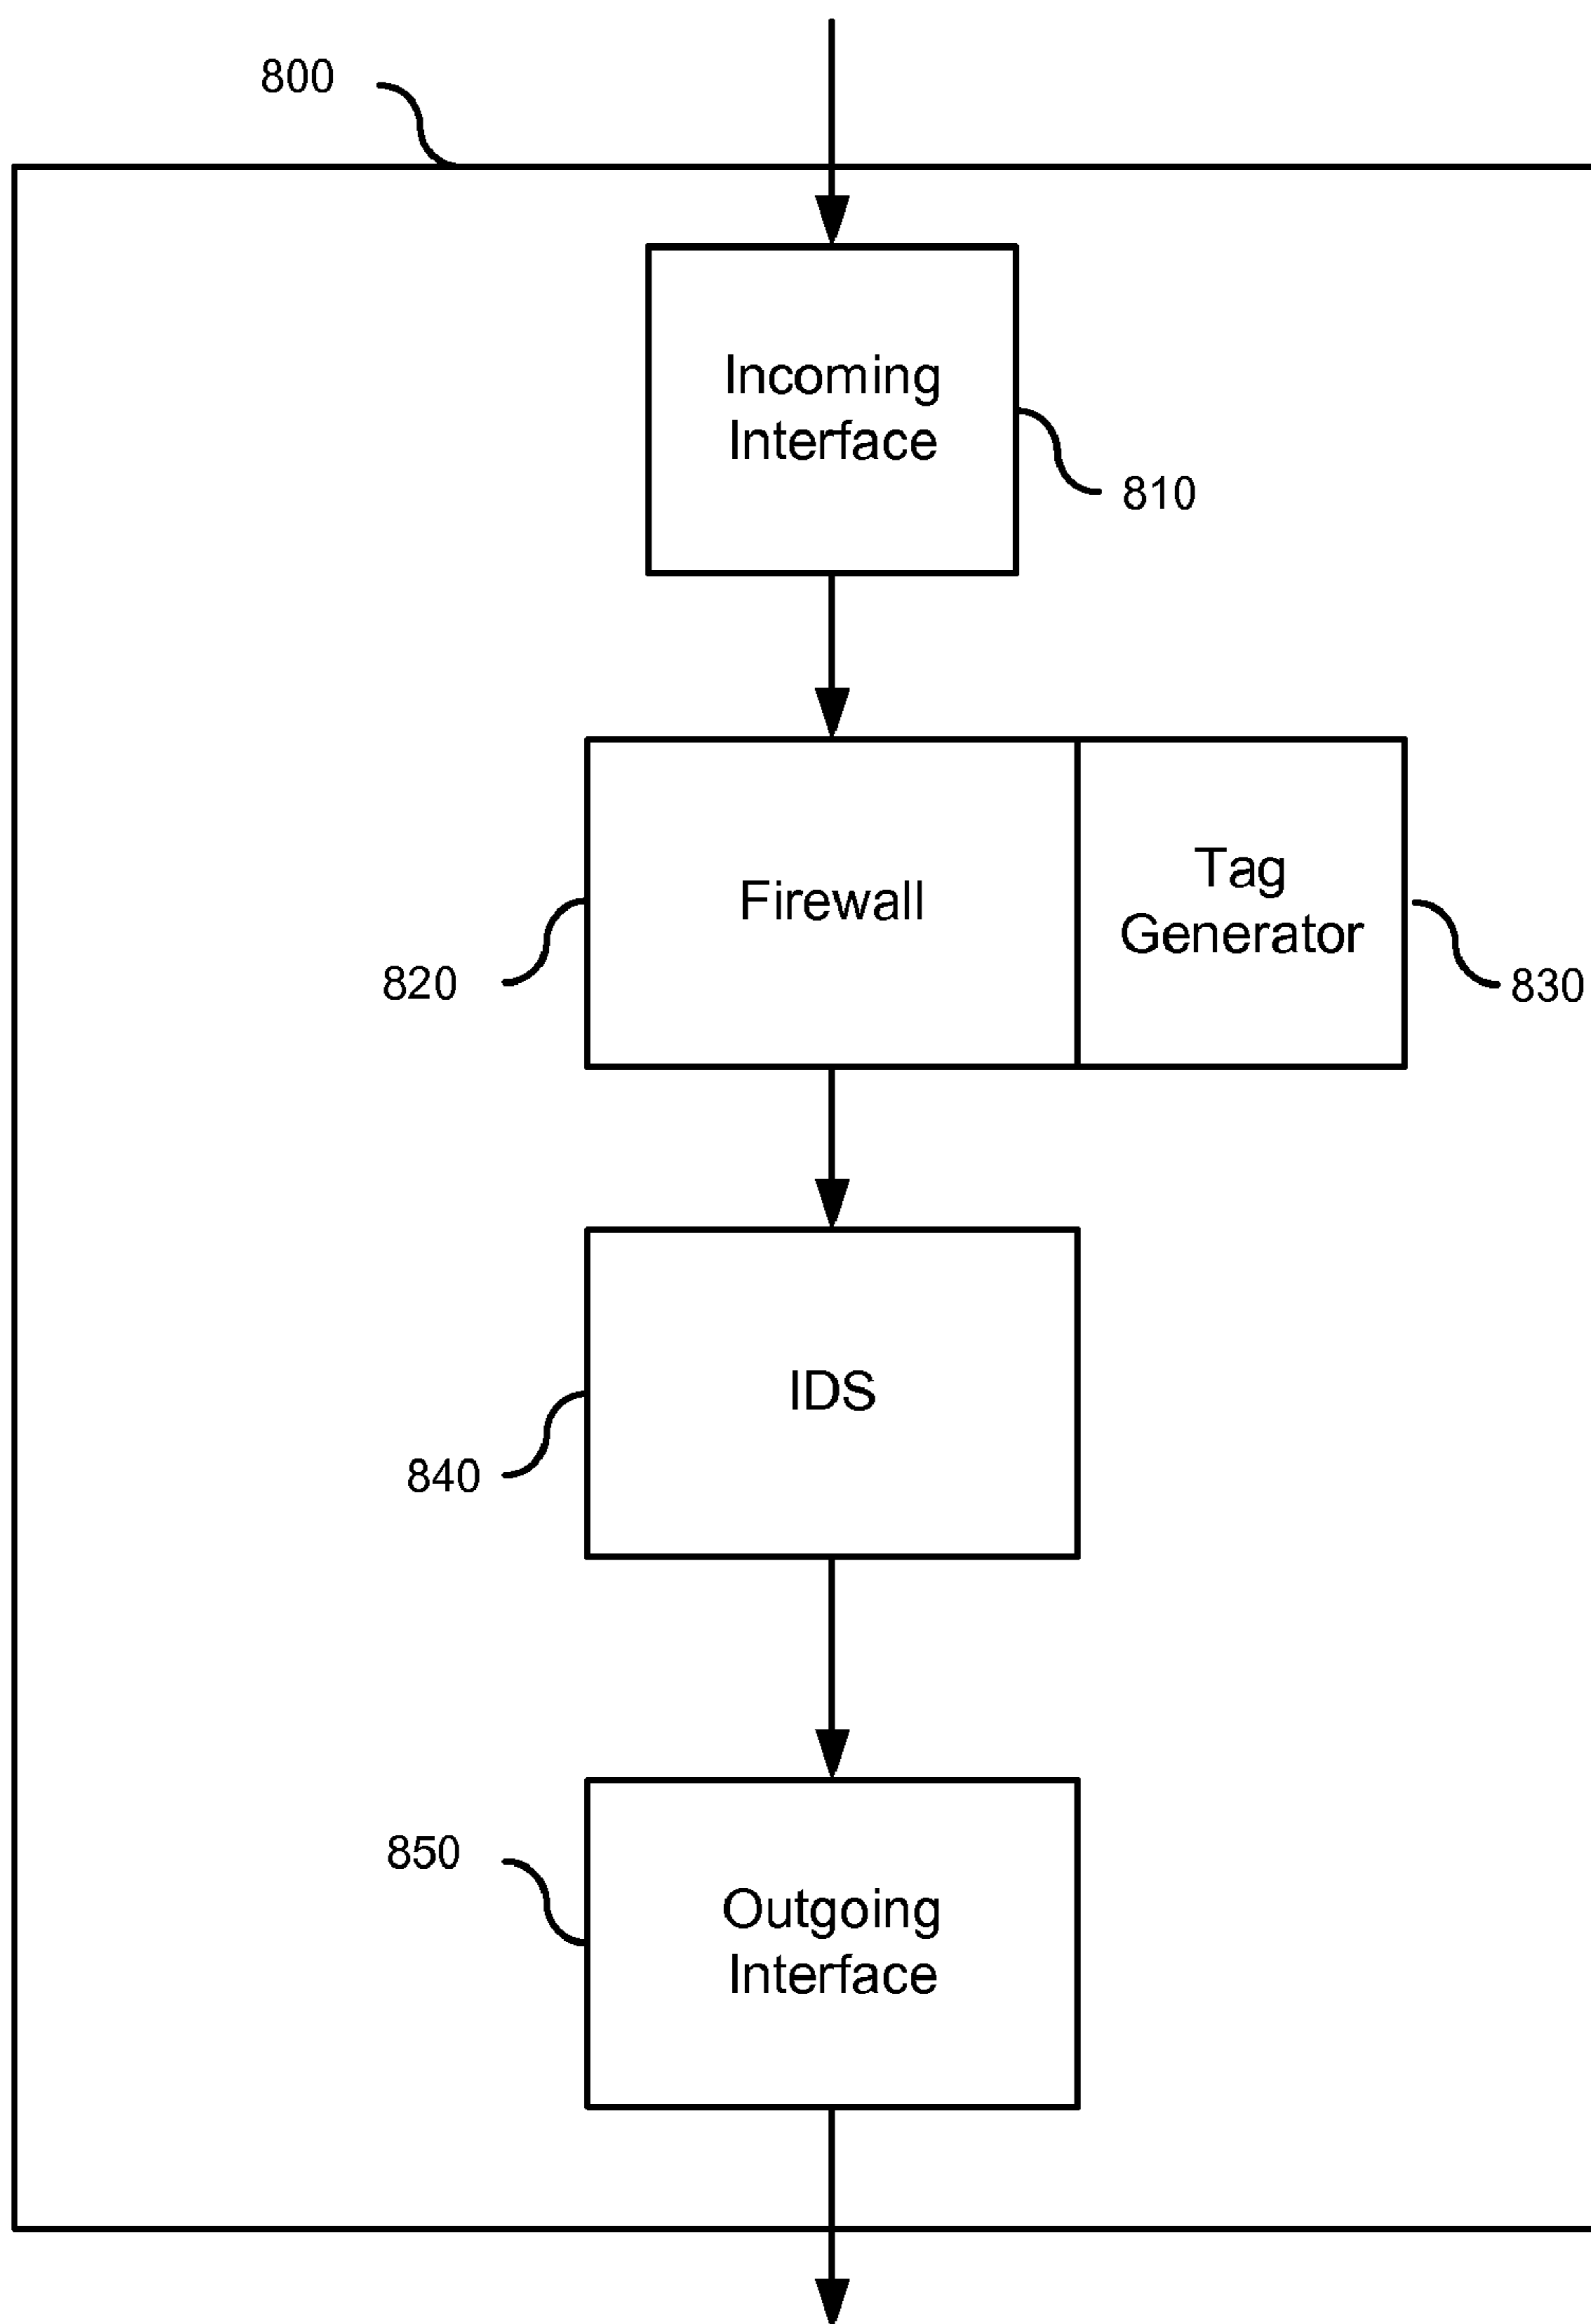 800
Incoming
Interface
810
Firewall
Tag
Generator
820
830
IDS
840
850
Outgoing
Interface